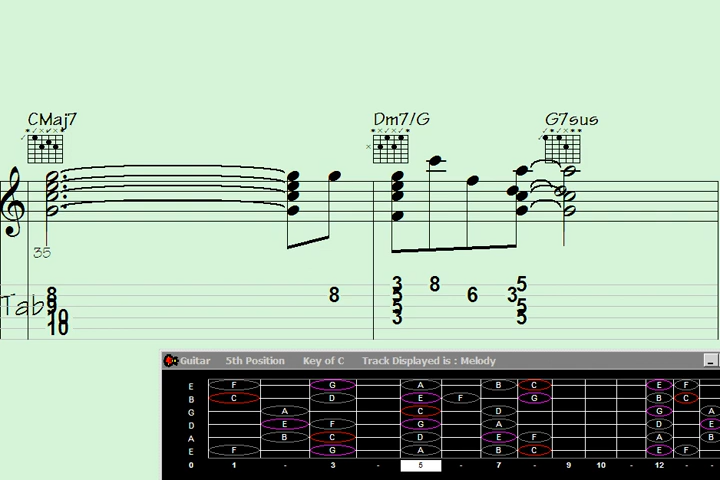 CMaj7 Dm7/G G7sus
35
8 3 8 5
Tab 8 9 8 5 6 3
10 5 5
10 3 5
Guitar 5th Position Key of C Track Displayed is : Melody
E F G A B C E F
B C D E F G B C
G A C D G A
D E F G A D E
A B C D E F A B
E F G A B C E F
0 1 - 3 - 5 - 7 - 9 10 - 12 - -